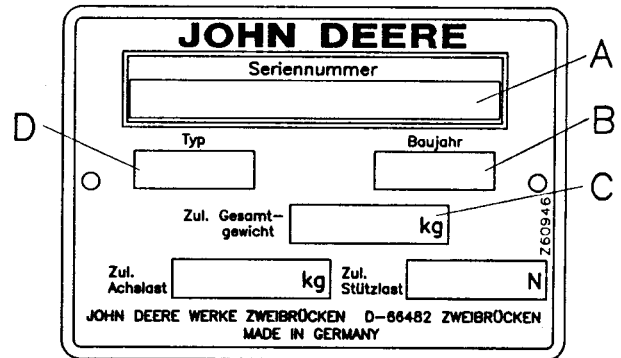 JOHN DEERE
Seriennummer
A
D
Typ
Baujahr
B
Zul. Gesamt-
gewicht
kg
C
Z60946
Zul.
Achslast
kg
Zul.
Stützlast
N
JOHN DEERE WERKE ZWEIBRÜCKEN D-66482 ZWEIBRÜCKEN
MADE IN GERMANY